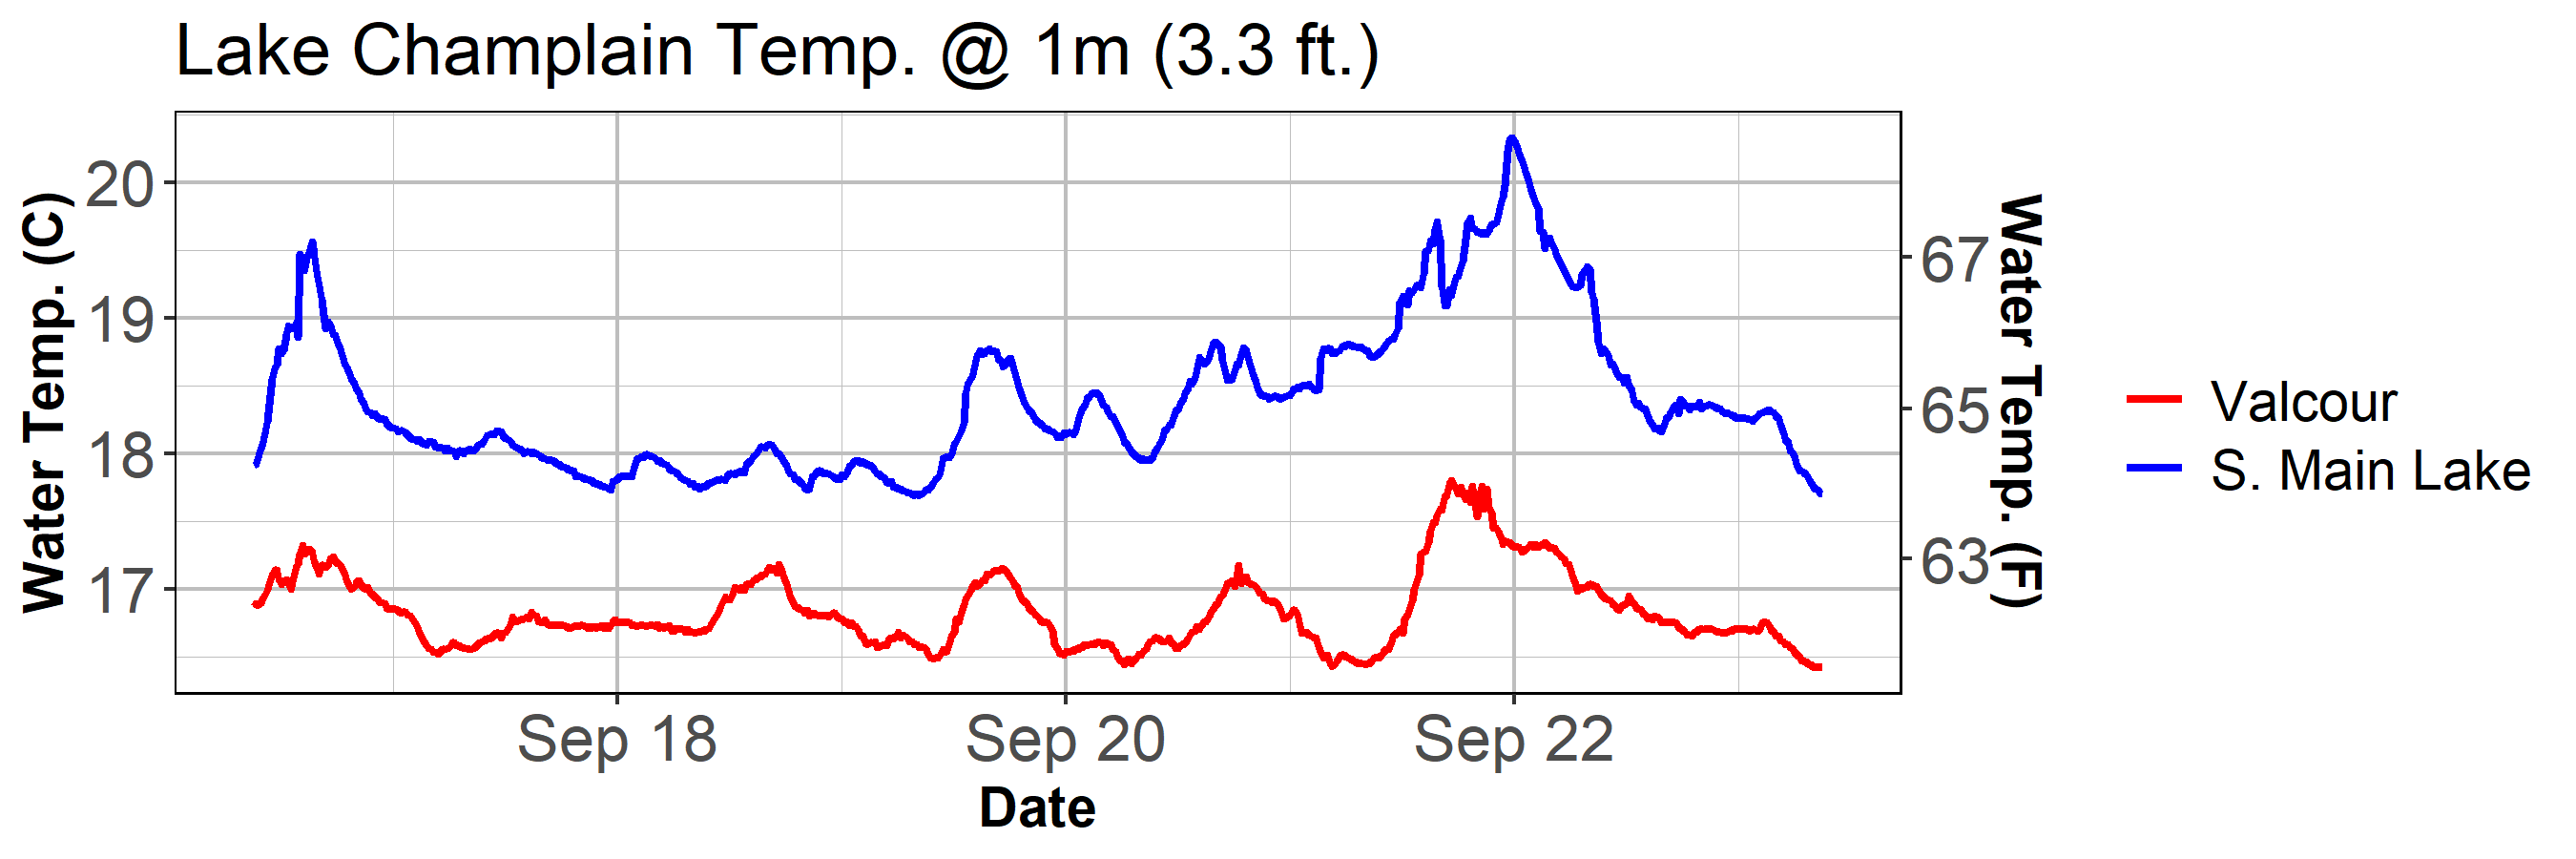 Lake Champlain Temp. @ 1m (3.3 ft.)
Water Temp. (C)
20
19
18
17
67
65
63
Water Temp. (F)
Sep 18
Sep 20
Sep 22
Date
Valcour
S. Main Lake